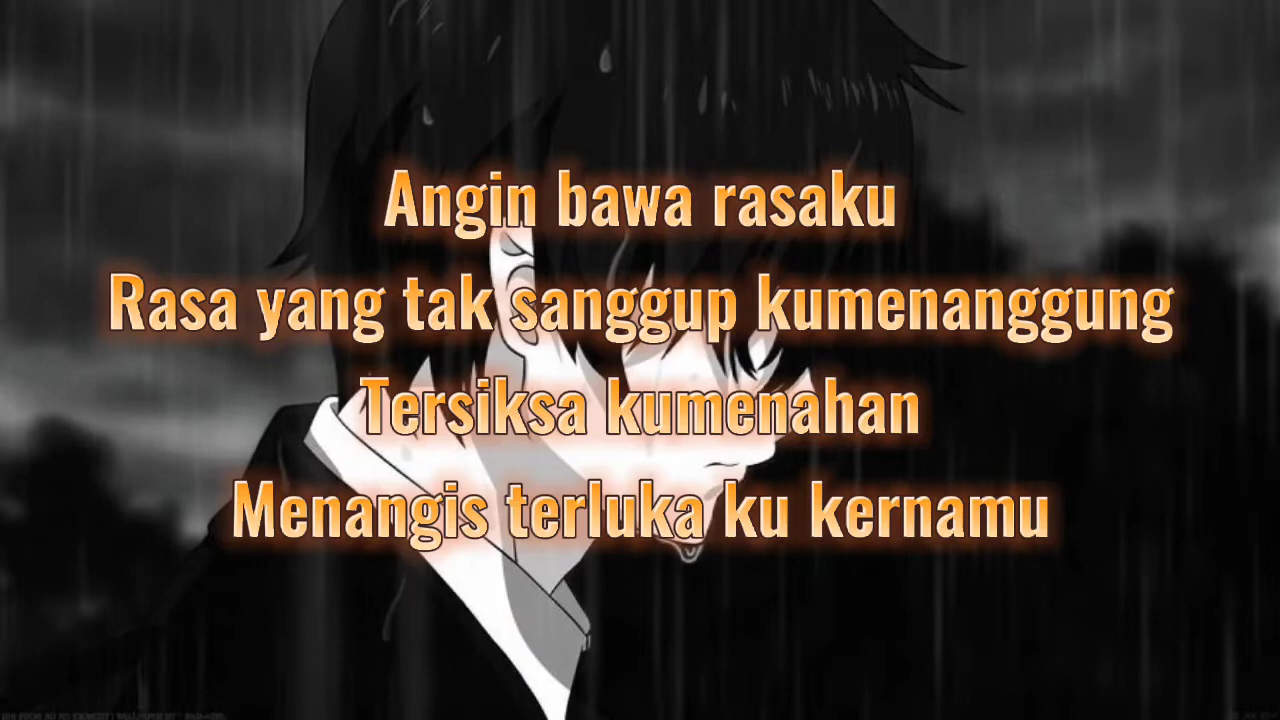 Angin bawa rasaku
Rasa yang tak sanggup kumenanggung
Tersiksa kumenahan
Menangis terluka ku kernamu